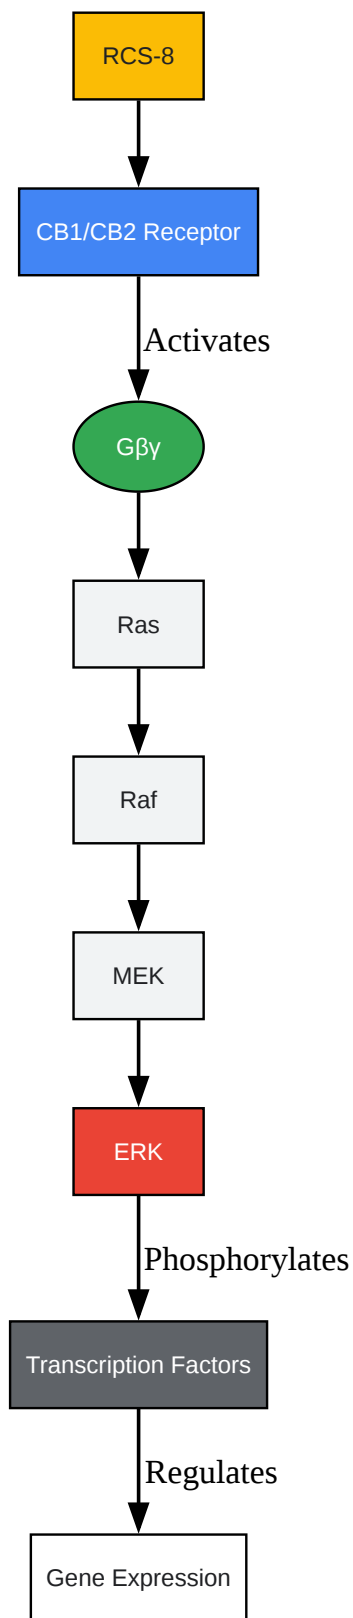 RCS-8
CB1/CB2 Receptor
Activates
Gβγ
Ras
Raf
MEK
ERK
Phosphorylates
Transcription Factors
Regulates
Gene Expression